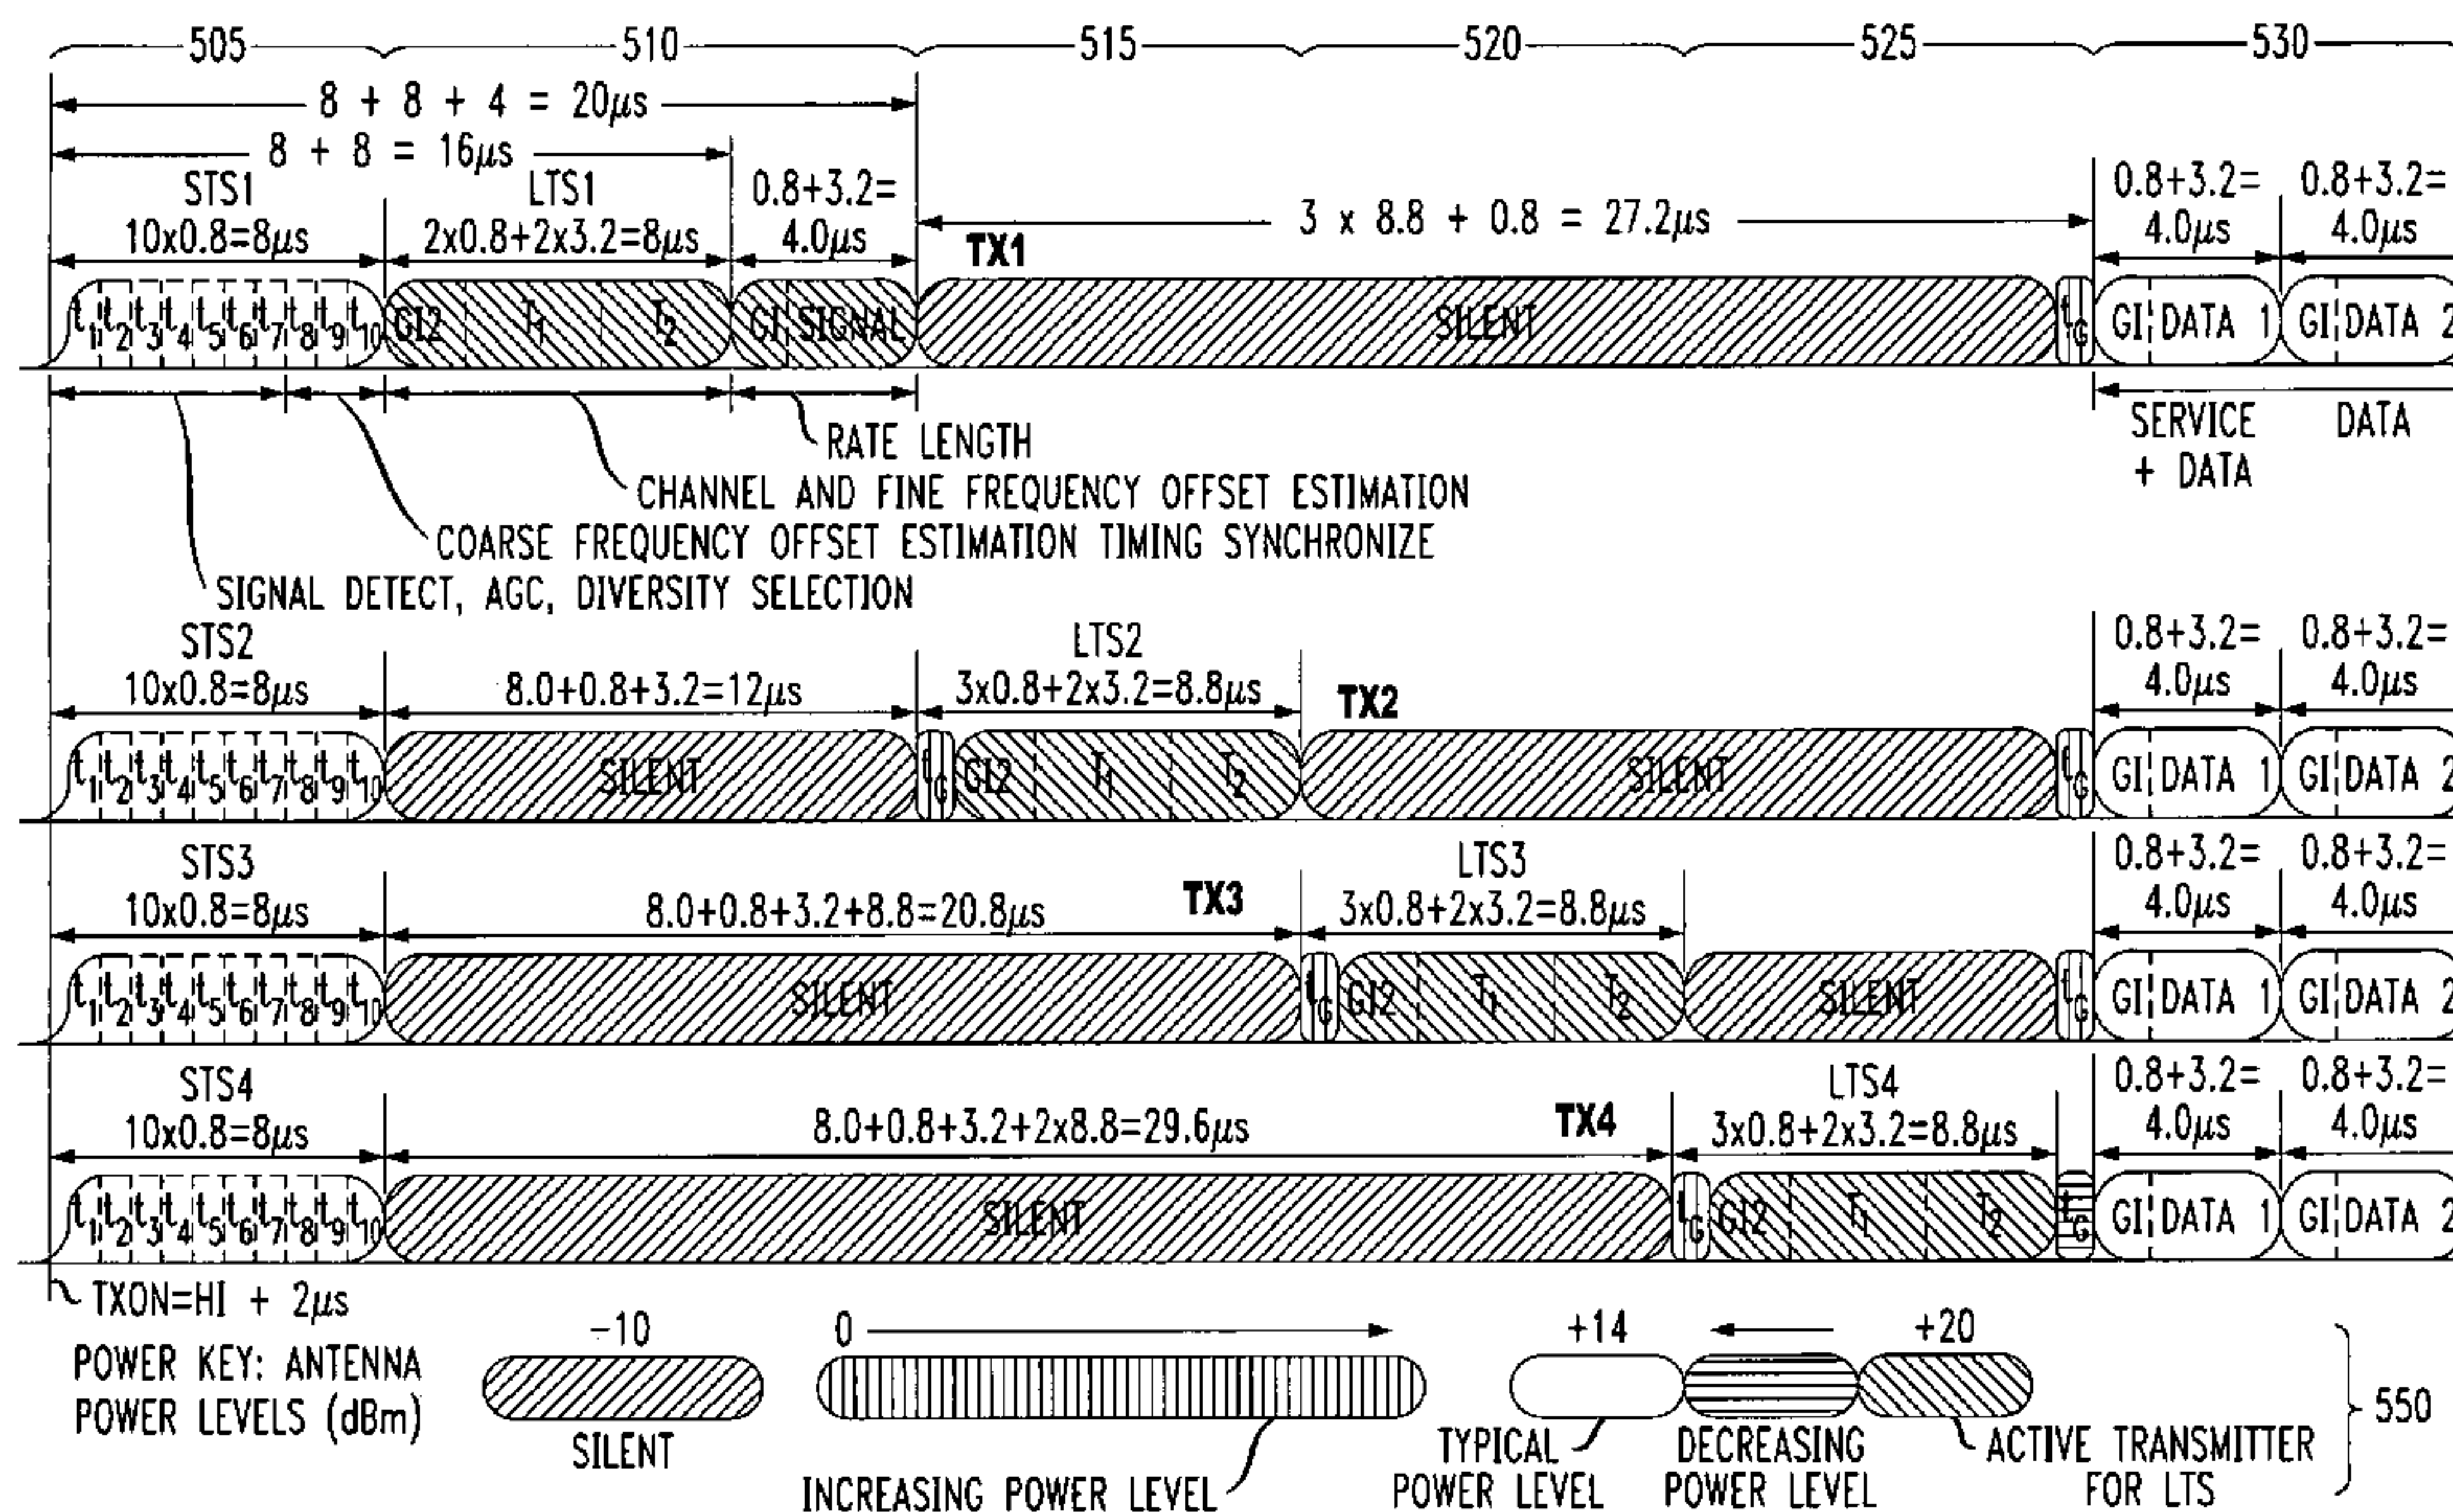 505 510 515 520 525 530
8 + 8 + 4 = 20μs
8 + 8 = 16μs
STS1 LTS1 0.8+3.2= 0.8+3.2= 0.8+3.2=
10x0.8=8μs 2x0.8+2x3.2=8μs 4.0μs 3 x 8.8 + 0.8 = 27.2μs 4.0μs 4.0μs
TX1
t1 t2 t3 t4 t5 t6 t7 t8 t9 t10 GI2 T1 T2 GI SIGNAL SILENT tG GI DATA 1 GI DATA 2
RATE LENGTH SERVICE DATA
+ DATA
CHANNEL AND FINE FREQUENCY OFFSET ESTIMATION
COARSE FREQUENCY OFFSET ESTIMATION TIMING SYNCHRONIZE
SIGNAL DETECT, AGC, DIVERSITY SELECTION
STS2 LTS2 0.8+3.2= 0.8+3.2=
10x0.8=8μs 8.0+0.8+3.2=12μs 3x0.8+2x3.2=8.8μs TX2 4.0μs 4.0μs
t1 t2 t3 t4 t5 t6 t7 t8 t9 t10 SILENT tG GI2 T1 T2 SILENT tG GI DATA 1 GI DATA 2
STS3 LTS3 0.8+3.2= 0.8+3.2=
10x0.8=8μs 8.0+0.8+3.2+8.8=20.8μs TX3 3x0.8+2x3.2=8.8μs 4.0μs 4.0μs
t1 t2 t3 t4 t5 t6 t7 t8 t9 t10 SILENT tG GI2 T1 T2 SILENT tG GI DATA 1 GI DATA 2
STS4 LTS4 0.8+3.2= 0.8+3.2=
10x0.8=8μs 8.0+0.8+3.2+2x8.8=29.6μs TX4 3x0.8+2x3.2=8.8μs 4.0μs 4.0μs
t1 t2 t3 t4 t5 t6 t7 t8 t9 t10 SILENT tG GI2 T1 T2 tG GI DATA 1 GI DATA 2
TXON=HI + 2μs
POWER KEY: ANTENNA
POWER LEVELS (dBm)
-10 0 +14 +20
SILENT
INCREASING POWER LEVEL
TYPICAL
POWER LEVEL
DECREASING
POWER LEVEL
ACTIVE TRANSMITTER
FOR LTS
550